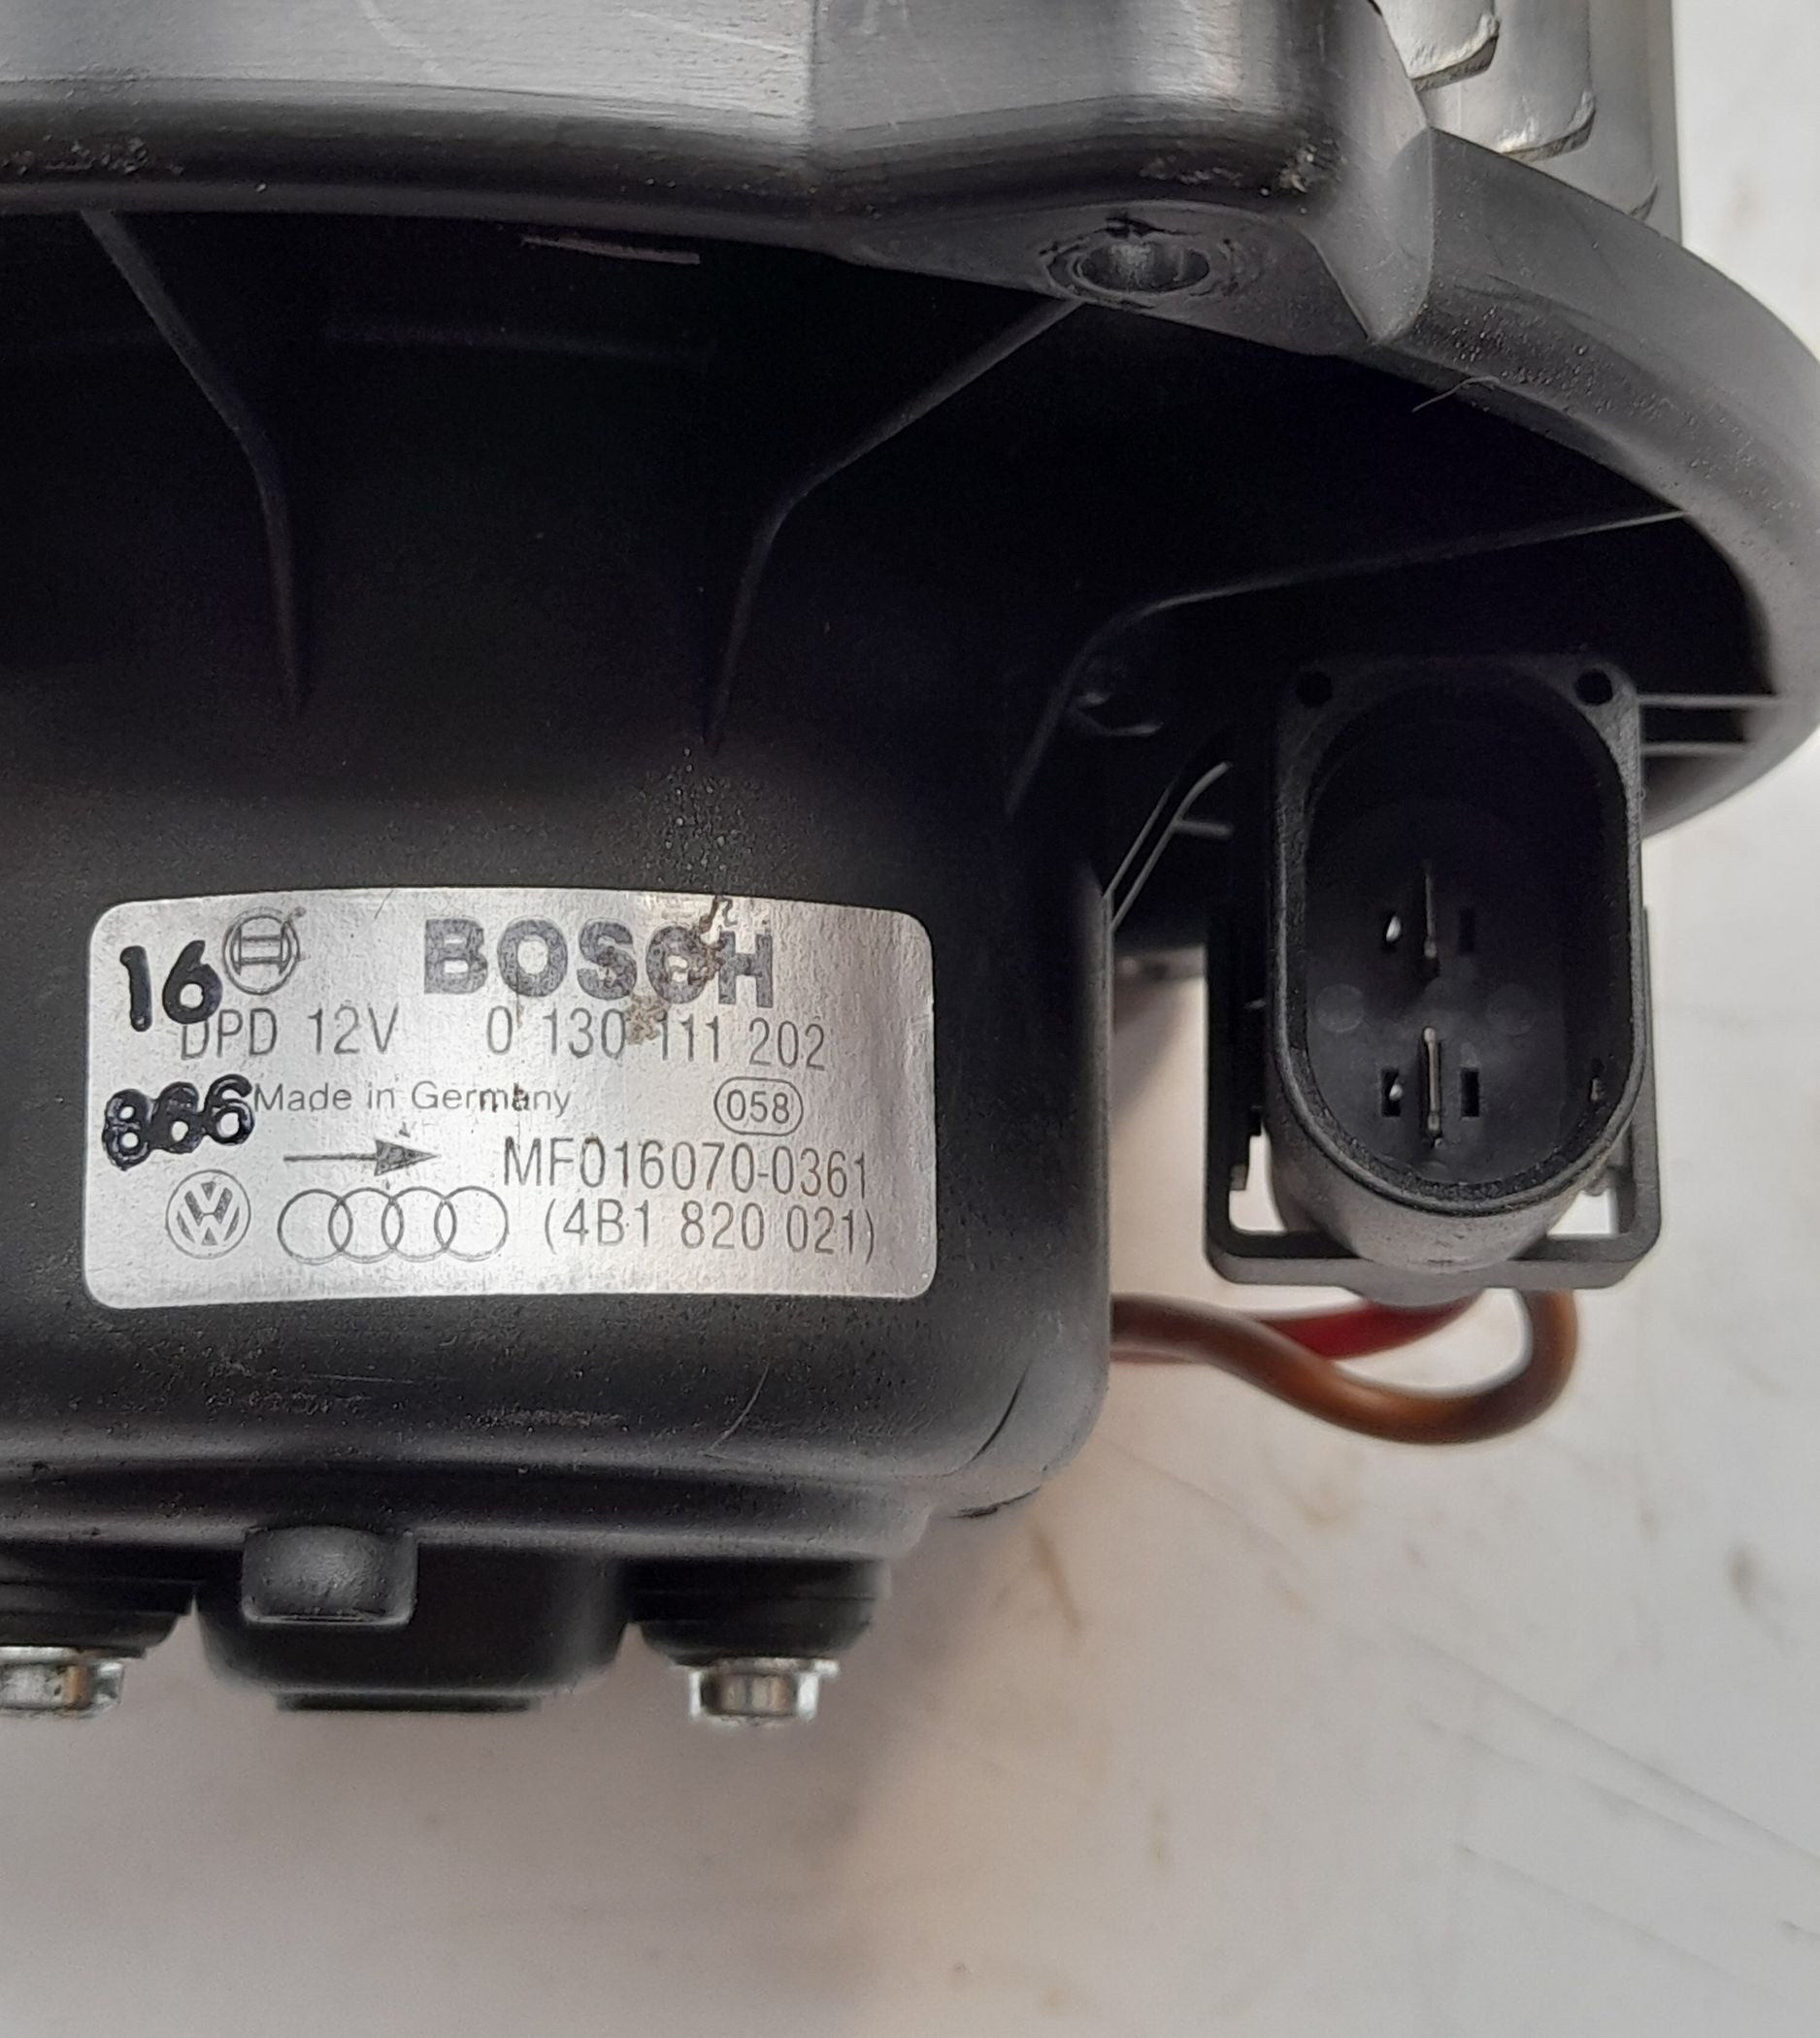 16 BOSCH
DPD 12V 0 130 111 202
866 Made in Germany 058
MF016070-0361
(4B1 820 021)